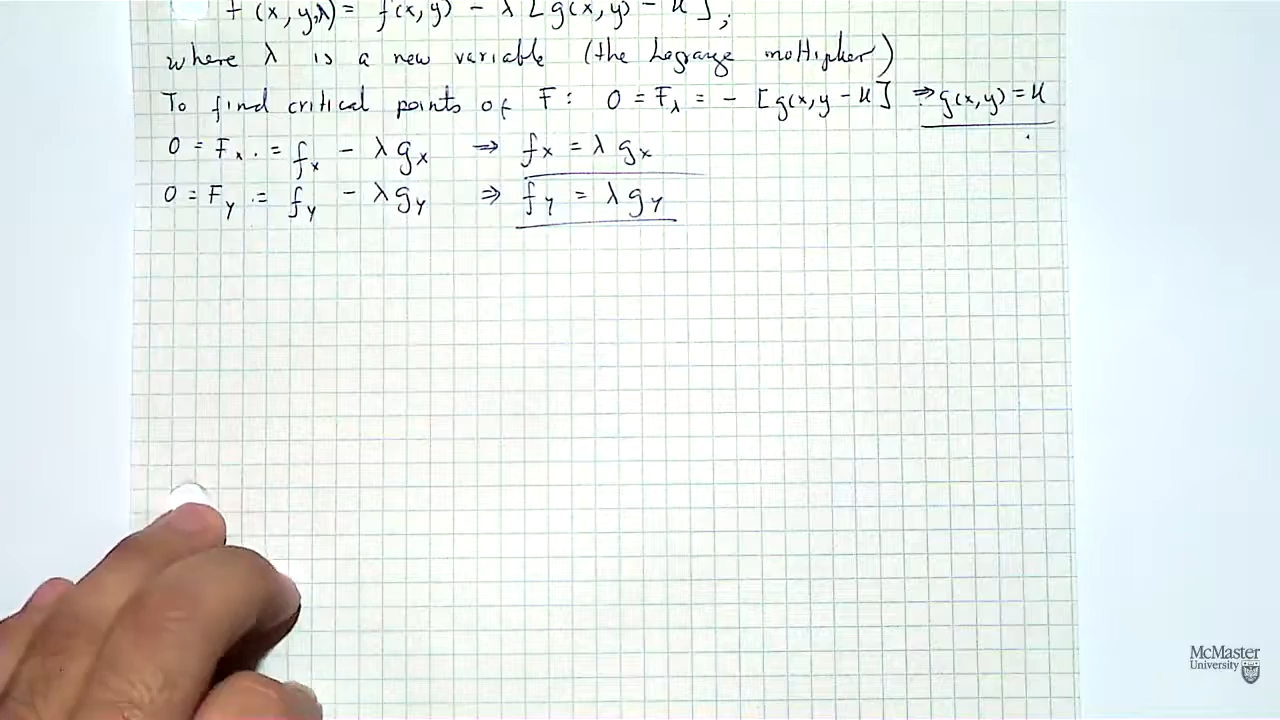 F(x, y, λ) = f(x, y) - λ [g(x, y) - K],
where λ is a new variable (the Lagrange moltiplier)
To find critical points of F: 0 = F_λ = - [g(x, y - K] ⇒ g(x, y) = K
0 = F_x = f_x - λ g_x ⇒ f_x = λ g_x
0 = F_y = f_y - λ g_y ⇒ f_y = λ g_y
McMaster
University